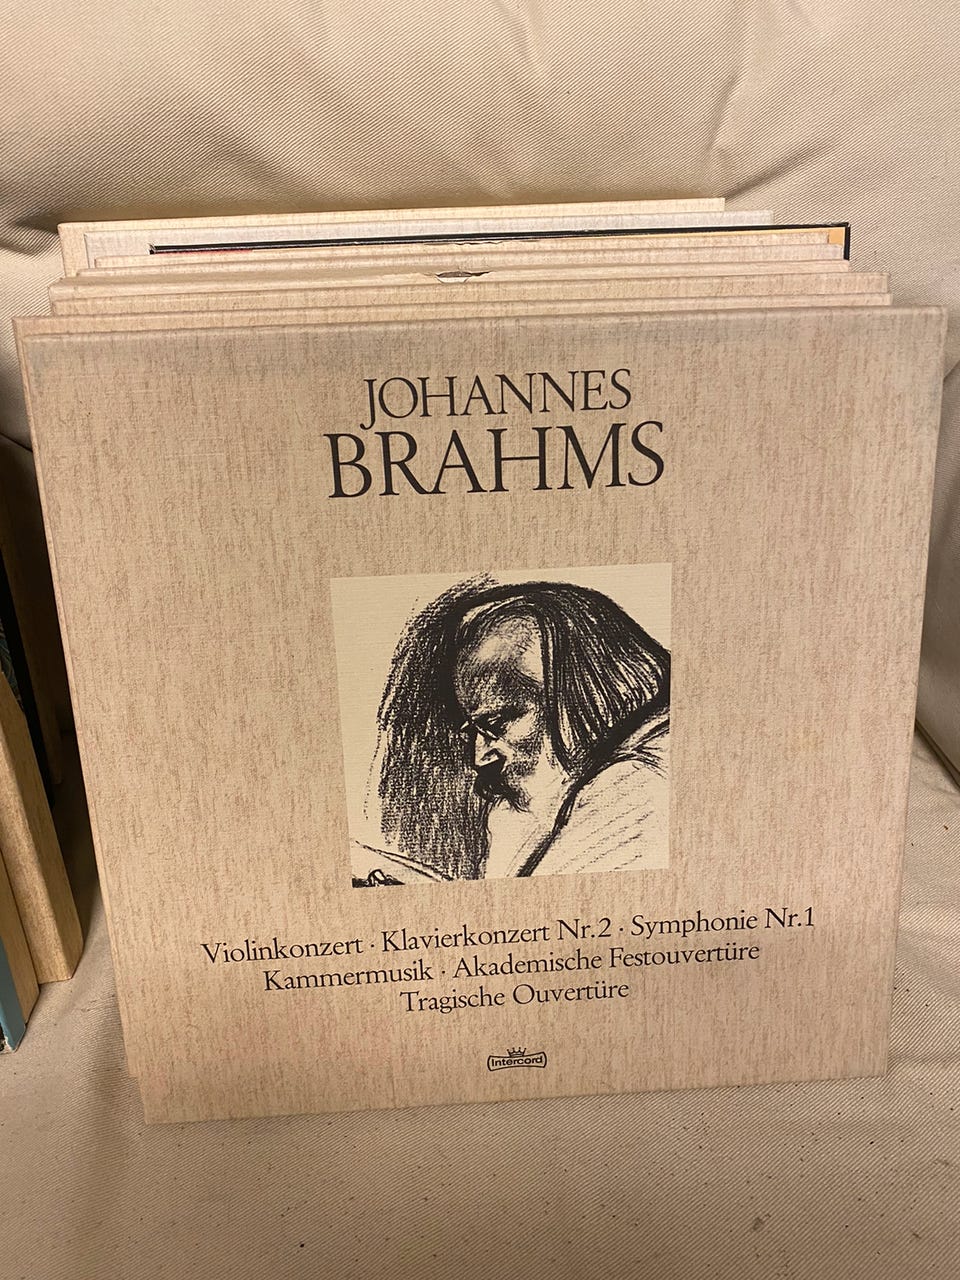 JOHANNES
BRAHMS
Violinkonzert · Klavierkonzert Nr.2 · Symphonie Nr.1
Kammermusik · Akademische Festouvertüre
Tragische Ouvertüre
Intercord